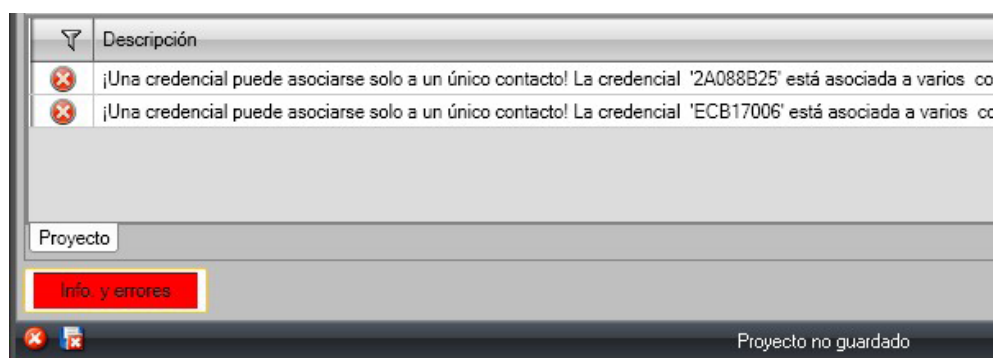 Descripción
¡Una credencial puede asociarse solo a un único contacto! La credencial '2A088B25' está asociada a varios co
¡Una credencial puede asociarse solo a un único contacto! La credencial 'ECB17006' está asociada a varios co
Proyecto
Info. y errores
Proyecto no guardado